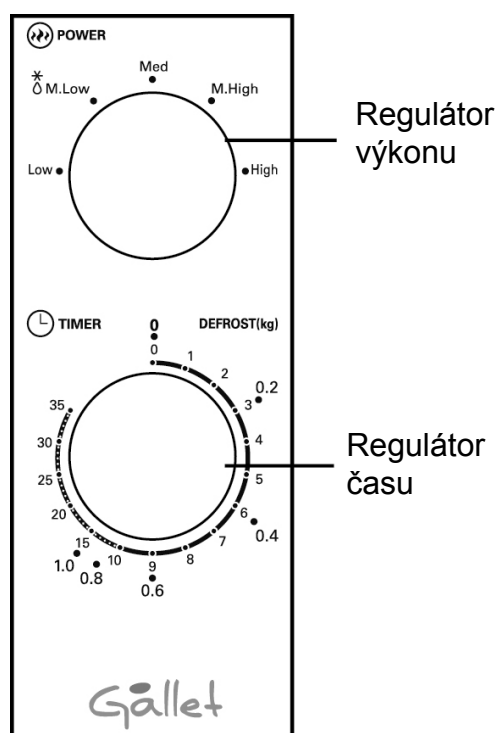 POWER
Med
M.Low
M.High
Low
High
Regulátor
výkonu
TIMER
0
DEFROST(kg)
0
1
2
0.2
35
3
30
4
Regulátor
času
25
5
20
6
0.4
15
7
1.0
10
9
8
0.8
0.6
Gallet